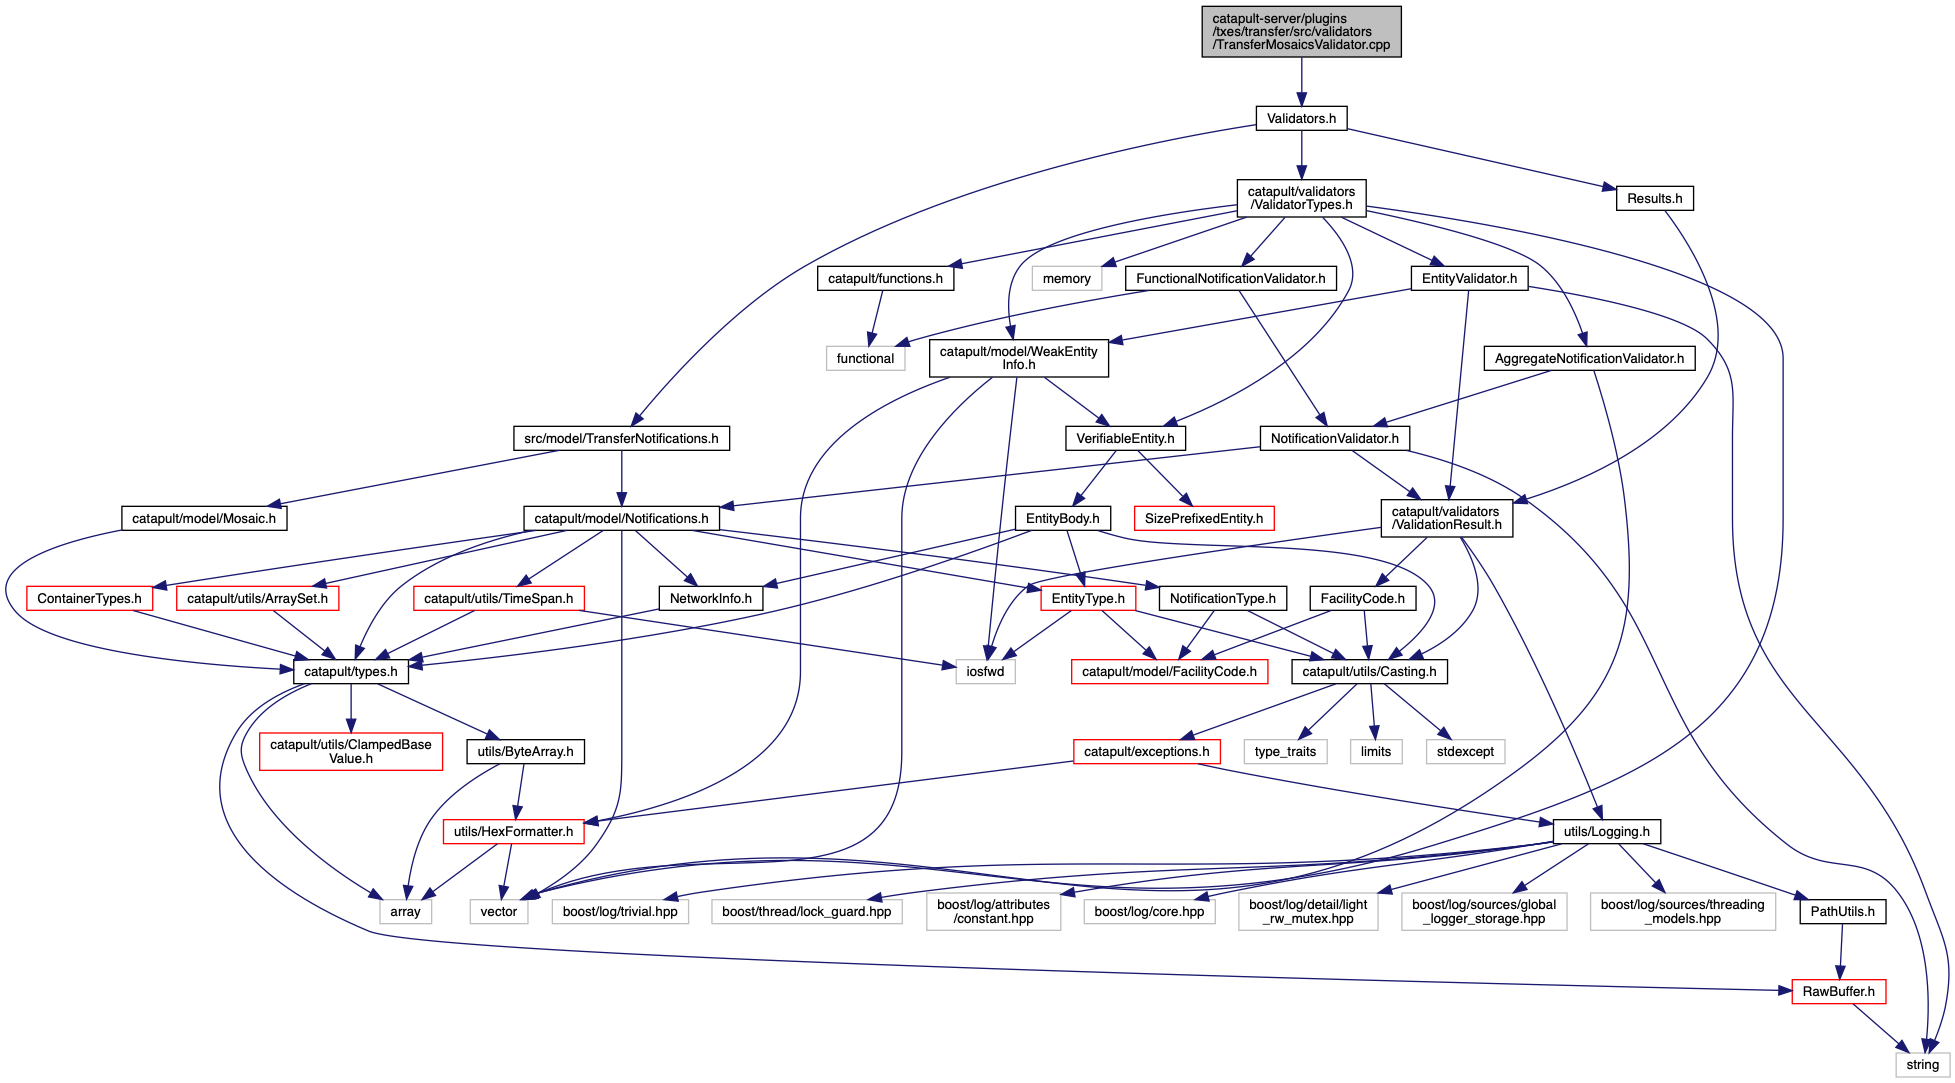 catapult-server/plugins
/txes/transfer/src/validators
/TransferMosaicsValidator.cpp
Validators.h
catapult/validators
/ValidatorTypes.h
Results.h
catapult/functions.h
memory
FunctionalNotificationValidator.h
EntityValidator.h
functional
catapult/model/WeakEntity
Info.h
AggregateNotificationValidator.h
src/model/TransferNotifications.h
VerifiableEntity.h
NotificationValidator.h
catapult/model/Mosaic.h
catapult/model/Notifications.h
EntityBody.h
SizePrefixedEntity.h
catapult/validators
/ValidationResult.h
ContainerTypes.h
catapult/utils/ArraySet.h
catapult/utils/TimeSpan.h
NetworkInfo.h
EntityType.h
NotificationType.h
FacilityCode.h
catapult/types.h
iosfwd
catapult/model/FacilityCode.h
catapult/utils/Casting.h
catapult/utils/ClampedBase
Value.h
utils/ByteArray.h
catapult/exceptions.h
type_traits
limits
stdexcept
utils/HexFormatter.h
utils/Logging.h
array
vector
boost/log/trivial.hpp
boost/thread/lock_guard.hpp
boost/log/attributes
/constant.hpp
boost/log/core.hpp
boost/log/detail/light
_rw_mutex.hpp
boost/log/sources/global
_logger_storage.hpp
boost/log/sources/threading
_models.hpp
PathUtils.h
RawBuffer.h
string